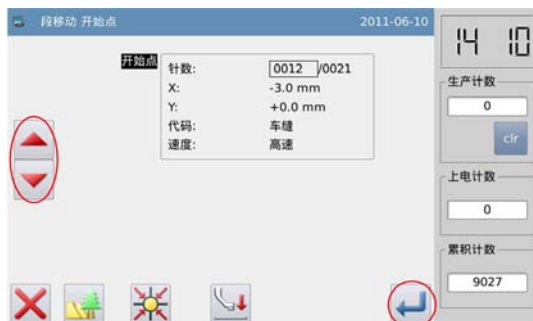 段移动 开始点 2011-06-10
14 10
开始点
针数: 0012 /0021
X: -3.0 mm
Y: +0.0 mm
代码: 车缝
速度: 高速
生产计数
0
clr
上电计数
0
累积计数
9027